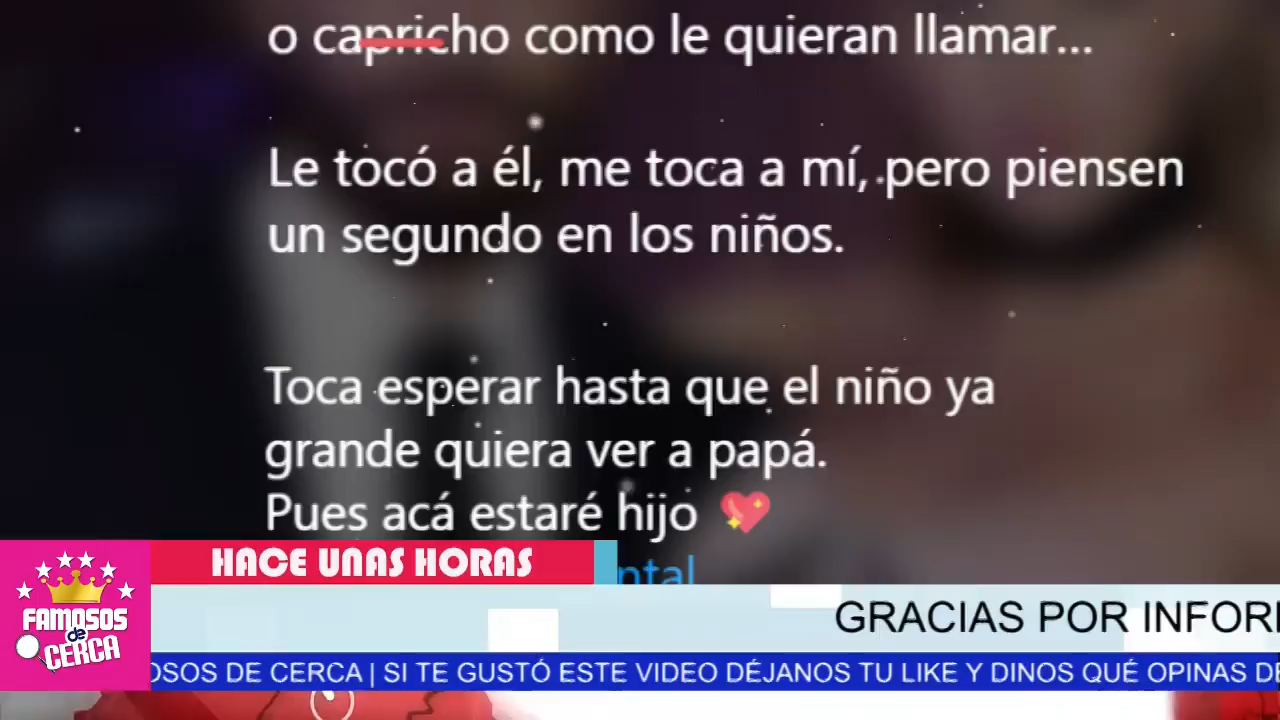 o capricho como le quieran llamar...
Le tocó a él, me toca a mí, pero piensen
un segundo en los niños.
Toca esperar hasta que el niño ya
grande quiera ver a papá.
Pues acá estaré hijo 💖
ntal
HACE UNAS HORAS
FAMOSOS
de
CERCA
GRACIAS POR INFOR
OSOS DE CERCA | SI TE GUSTÓ ESTE VIDEO DÉJANOS TU LIKE Y DINOS QUÉ OPINAS DE